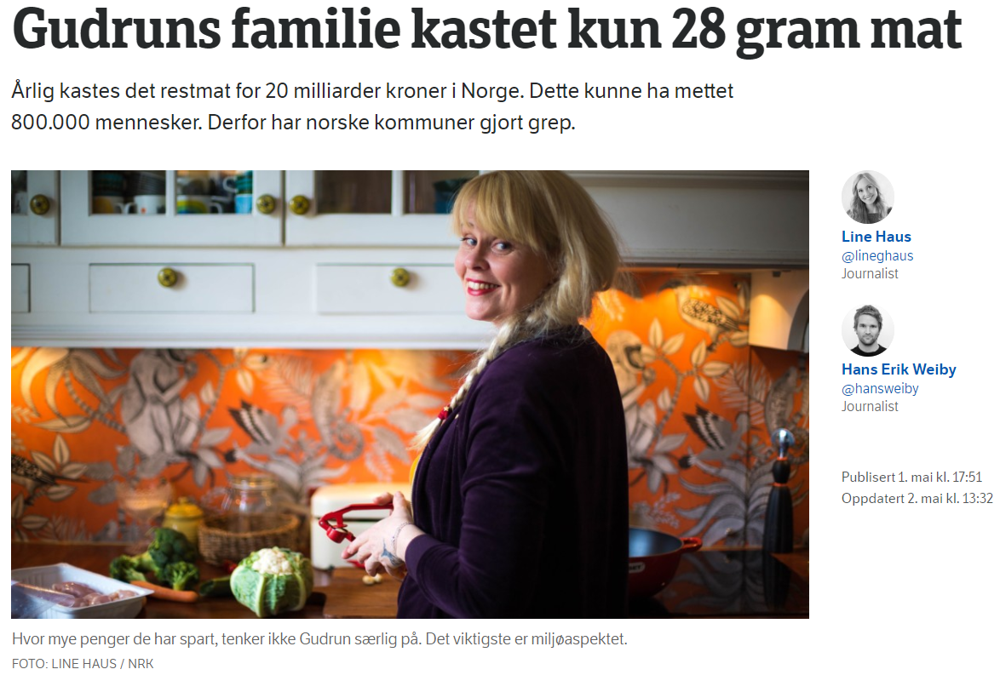 Gudruns familie kastet kun 28 gram mat
Årlig kastes det restmat for 20 milliarder kroner i Norge. Dette kunne ha mettet
800.000 mennesker. Derfor har norske kommuner gjort grep.
Line Haus
@lineghaus
Journalist
Hans Erik Weiby
@hansweiby
Journalist
Publisert 1. mai kl. 17:51
Oppdatert 2. mai kl. 13:32
Hvor mye penger de har spart, tenker ikke Gudrun særlig på. Det viktigste er miljøaspektet.
FOTO: LINE HAUS / NRK